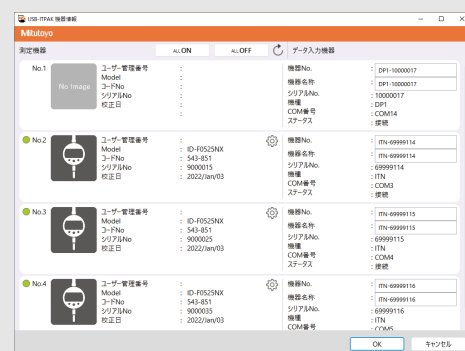 USB-ITPAK 機器情報
Mitutoyo
測定機器 ALL ON ALL OFF データ入力機器
No.1
No Image
ユーザー管理番号 :
Model :
コードNo :
シリアルNo :
校正日 :
機器No. : DP1-10000017
機器名称 : DP1-10000017
シリアルNo. : 10000017
機種 : DP1
COM番号 : COM14
ステータス : 接続
No.2
ユーザー管理番号 :
Model : ID-F0525NX
コードNo : 543-851
シリアルNo : 9000015
校正日 : 2022/Jan/03
機器No. : ITN-69999114
機器名称 : ITN-69999114
シリアルNo. : 69999114
機種 : ITN
COM番号 : COM3
ステータス : 接続
No.3
ユーザー管理番号 :
Model : ID-F0525NX
コードNo : 543-851
シリアルNo : 9000025
校正日 : 2022/Jan/03
機器No. : ITN-69999115
機器名称 : ITN-69999115
シリアルNo. : 69999115
機種 : ITN
COM番号 : COM4
ステータス : 接続
No.4
ユーザー管理番号 :
Model : ID-F0525NX
コードNo : 543-851
シリアルNo : 9000035
校正日 : 2022/Jan/03
機器No. : ITN-69999116
機器名称 : ITN-69999116
シリアルNo. : 69999116
機種 : ITN
COM番号 : COM5
OK キャンセル